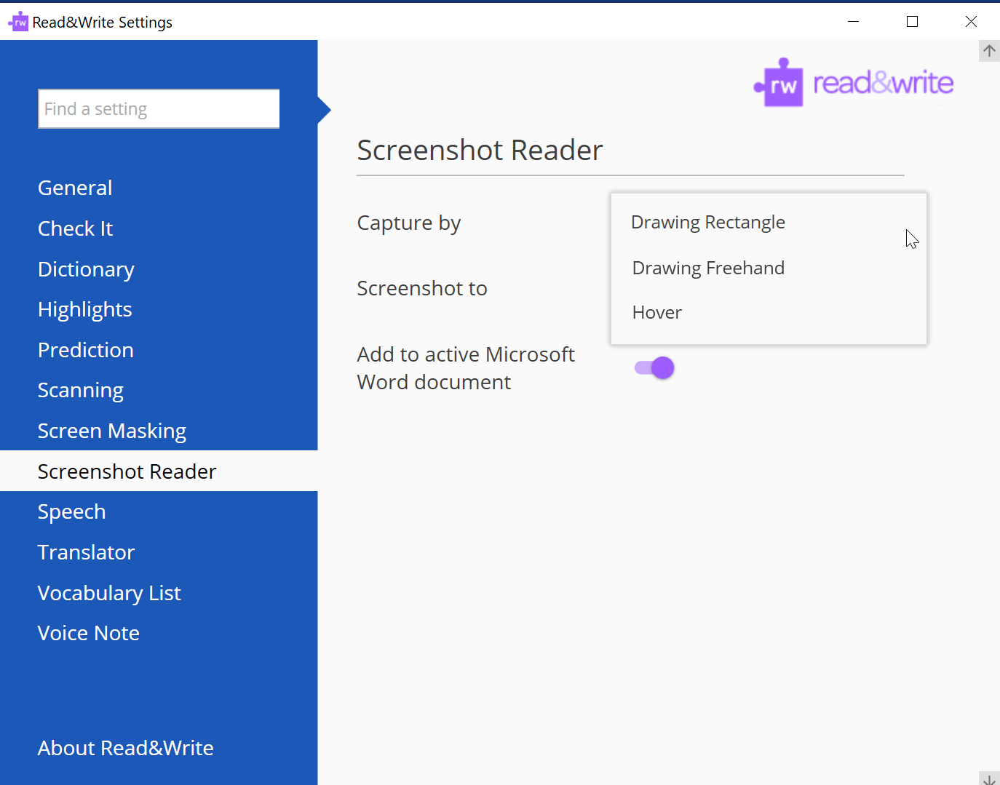 rw Read&Write Settings
rw read&write
Find a setting
General
Check It
Dictionary
Highlights
Prediction
Scanning
Screen Masking
Screenshot Reader
Speech
Translator
Vocabulary List
Voice Note
About Read&Write
Screenshot Reader
Capture by
Drawing Rectangle
Drawing Freehand
Hover
Screenshot to
Add to active Microsoft
Word document